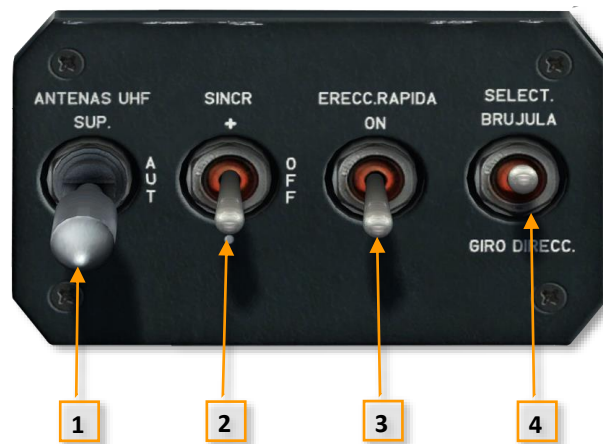 ANTENAS UHF
SUP.
AUT
SINCR
+
OFF
ERECC.RAPIDA
ON
SELECT.
BRUJULA
GIRO DIRECC.
1
2
3
4